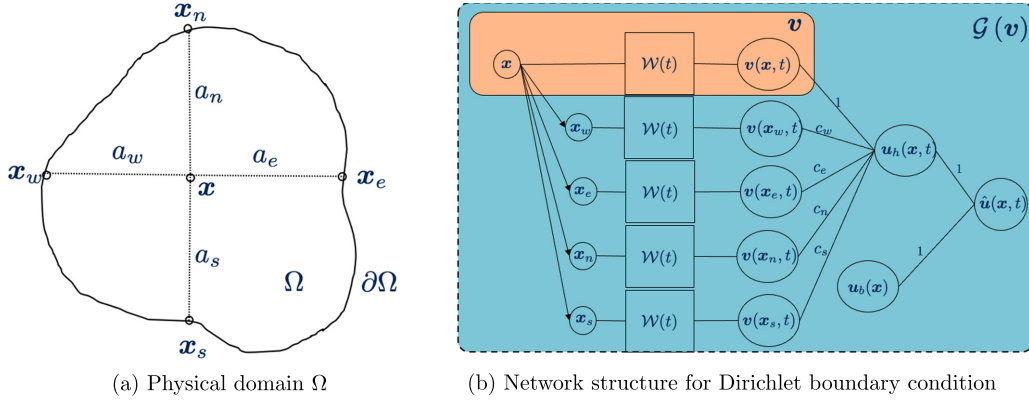 x_n
a_n
a_w
a_e
x_w
x
x_e
a_s
Ω
∂Ω
x_s
(a) Physical domain Ω
v
G(v)
x
W(t)
v(x, t)
1
x_w
W(t)
v(x_w, t)
c_w
u_h(x, t)
1
x_e
W(t)
v(x_e, t)
c_e
û(x, t)
x_n
W(t)
v(x_n, t)
c_n
1
u_b(x)
x_s
W(t)
v(x_s, t)
c_s
(b) Network structure for Dirichlet boundary condition